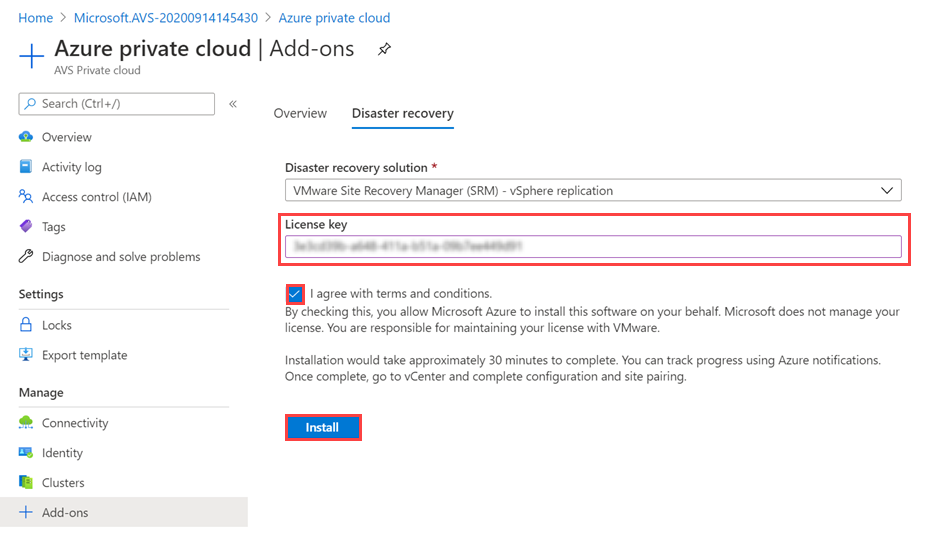 Home > Microsoft.AVS-20200914145430 > Azure private cloud
Azure private cloud | Add-ons
AVS Private cloud
Search (Ctrl+/)
«
Overview
Activity log
Access control (IAM)
Tags
Diagnose and solve problems
Settings
Locks
Export template
Manage
Connectivity
Identity
Clusters
Add-ons
Overview Disaster recovery
Disaster recovery solution *
VMware Site Recovery Manager (SRM) - vSphere replication
License key
I agree with terms and conditions.
By checking this, you allow Microsoft Azure to install this software on your behalf. Microsoft does not manage your
license. You are responsible for maintaining your license with VMware.
Installation would take approximately 30 minutes to complete. You can track progress using Azure notifications.
Once complete, go to vCenter and complete configuration and site pairing.
Install